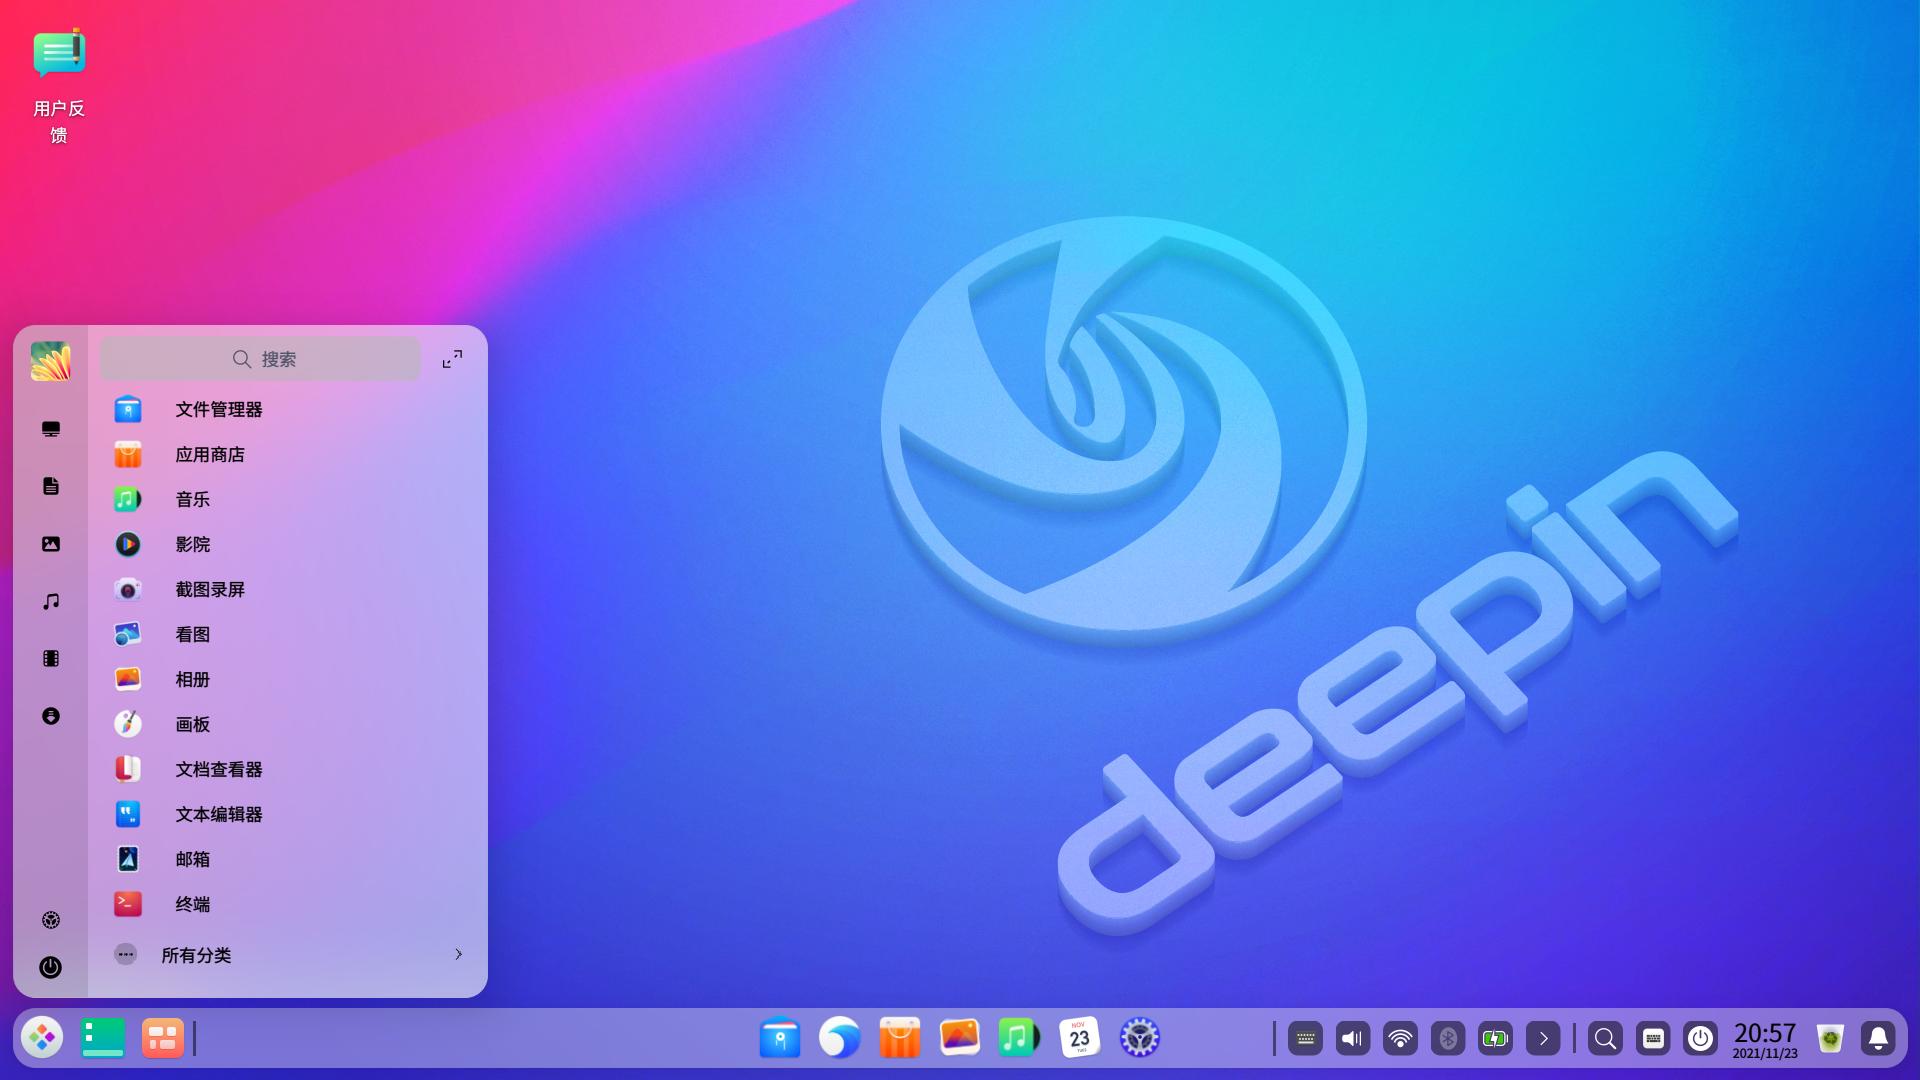 用户反
馈
搜索
文件管理器
应用商店
音乐
影院
截图录屏
看图
相册
画板
文档查看器
文本编辑器
邮箱
终端
所有分类
deepin
NOV
23
20:57
2021/11/23